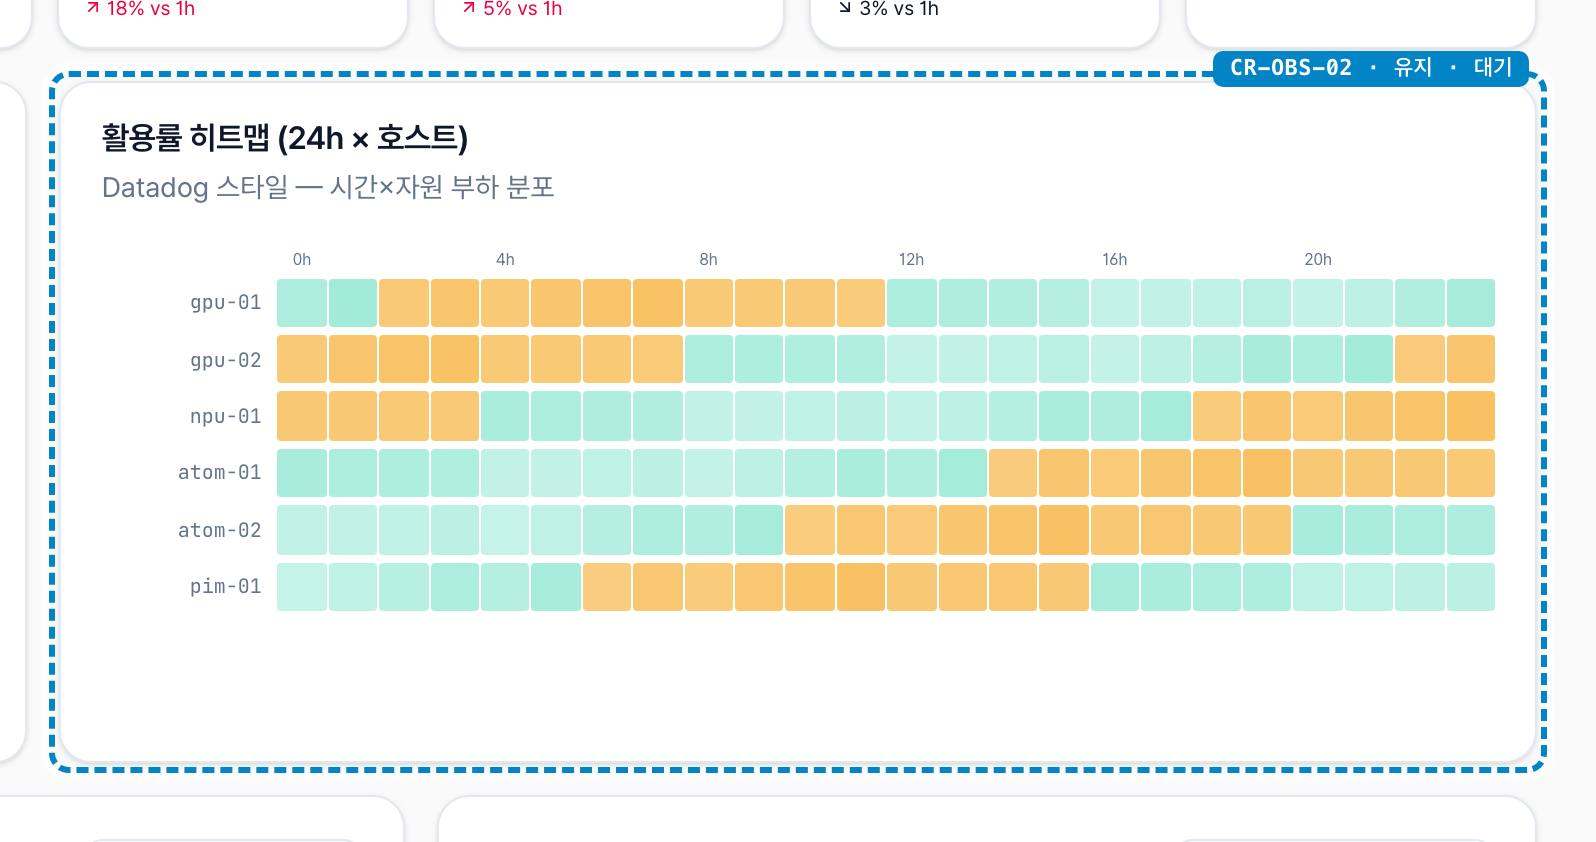 ↗ 18% vs 1h
↗ 5% vs 1h
↘ 3% vs 1h
CR-OBS-02 · 유지 · 대기
활용률 히트맵 (24h × 호스트)
Datadog 스타일 — 시간×자원 부하 분포
0h 4h 8h 12h 16h 20h
gpu-01
gpu-02
npu-01
atom-01
atom-02
pim-01